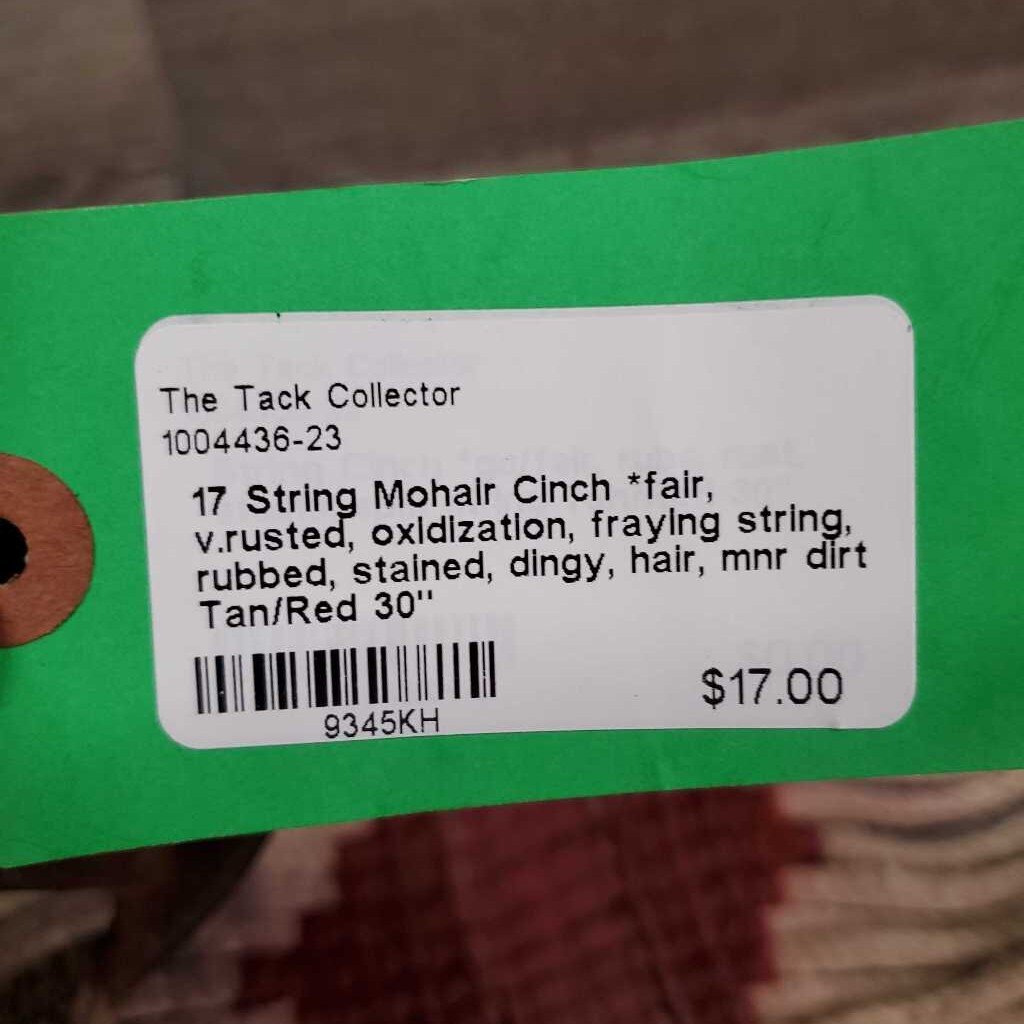 The Tack Collector
1004436-23
17 String Mohair Cinch *fair,
v.rusted, oxidization, fraying string,
rubbed, stained, dingy, hair, mnr dirt
Tan/Red 30"
9345KH
$17.00